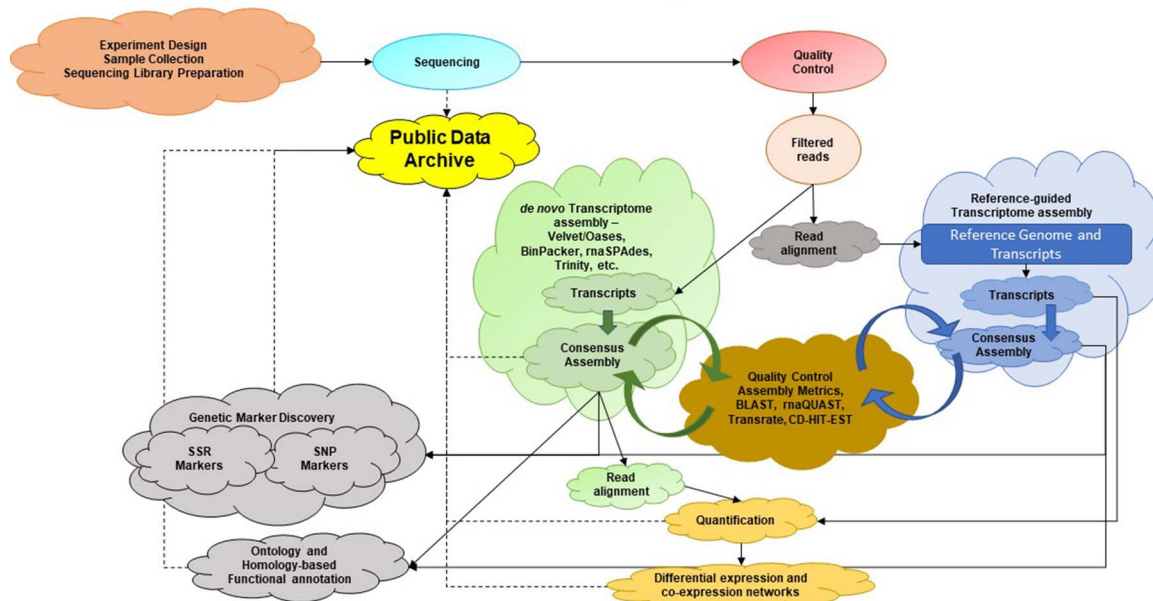 Experiment Design
Sample Collection
Sequencing Library Preparation
Sequencing
Quality
Control
Public Data
Archive
Filtered
reads
de novo Transcriptome
assembly –
Velvet/Oases,
BinPacker, rnaSPAdes,
Trinity, etc.
Transcripts
Consensus
Assembly
Read
alignment
Reference-guided
Transcriptome assembly
Reference Genome and
Transcripts
Transcripts
Consensus
Assembly
Quality Control
Assembly Metrics,
BLAST, rnaQUAST,
Transrate, CD-HIT-EST
Genetic Marker Discovery
SSR
Markers
SNP
Markers
Read
alignment
Quantification
Ontology and
Homology-based
Functional annotation
Differential expression and
co-expression networks